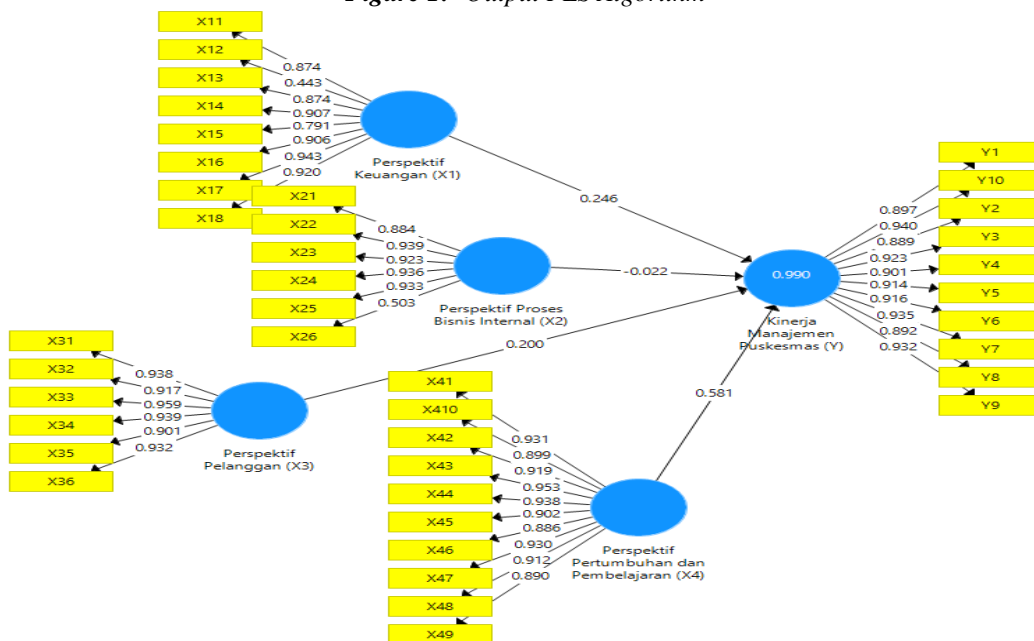 Figure Output PLS Algorithm
X11
X12
X13
X14
X15
X16
X17
X18
0.874
0.443
0.874
0.907
0.791
0.906
0.943
0.920
Perspektif
Keuangan (X1)
0.246
X21
X22
X23
X24
X25
X26
0.884
0.939
0.923
0.936
0.933
0.503
Perspektif Proses
Bisnis Internal (X2)
-0.022
X31
X32
X33
X34
X35
X36
0.938
0.917
0.959
0.939
0.901
0.932
Perspektif
Pelanggan (X3)
0.200
X41
X410
X42
X43
X44
X45
X46
X47
X48
X49
0.931
0.899
0.919
0.953
0.938
0.902
0.886
0.930
0.912
0.890
Perspektif
Pertumbuhan dan
Pembelajaran (X4)
0.581
0.990
Kinerja
Manajemen
Puskesmas (Y)
0.897
0.940
0.889
0.923
0.901
0.914
0.916
0.935
0.892
0.932
Y1
Y10
Y2
Y3
Y4
Y5
Y6
Y7
Y8
Y9